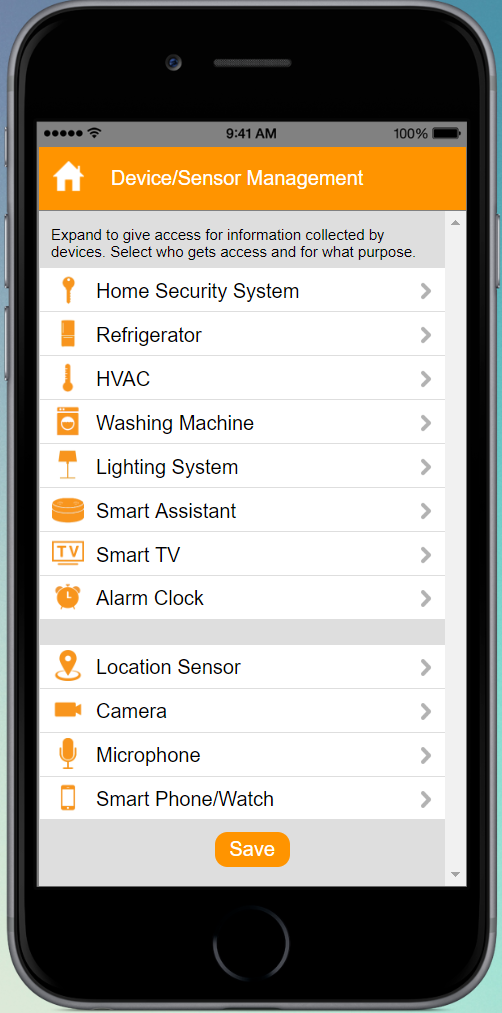 9:41 AM 100%
Device/Sensor Management
Expand to give access for information collected by
devices. Select who gets access and for what purpose.
Home Security System
Refrigerator
HVAC
Washing Machine
Lighting System
Smart Assistant
TV Smart TV
Alarm Clock
Location Sensor
Camera
Microphone
Smart Phone/Watch
Save